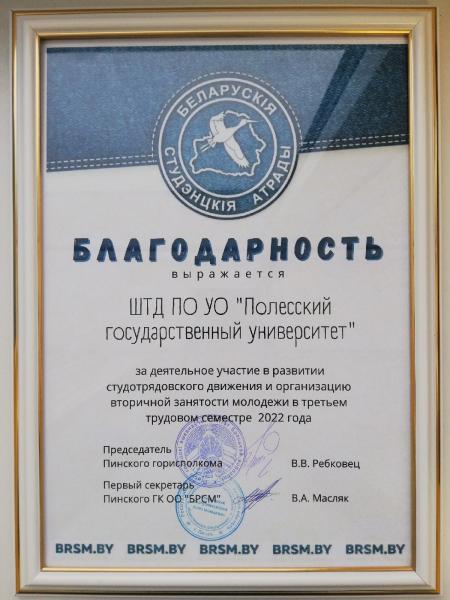 БЕЛАРУСКІЯ
СТУДЭНЦКІЯ АТРАДЫ
БЛАГОДАРНОСТЬ
выражается
ШТД ПО УО "Полесский
государственный университет"
за деятельное участие в развитии
студотрядовского движения и организацию
вторичной занятости молодежи в третьем
трудовом семестре 2022 года
Председатель
Пинского горисполкома В.В. Ребковец
Первый секретарь
Пинского ГК ОО "БРСМ" В.А. Масляк
BRSM.BY BRSM.BY BRSM.BY BRSM.BY BRSM.BY